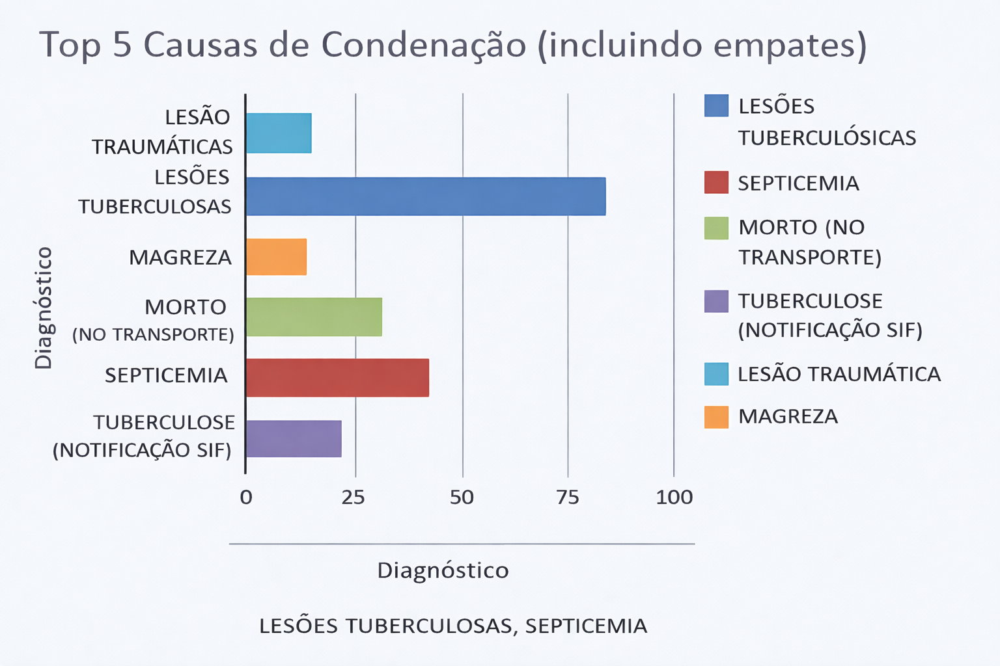 Top 5 Causas de Condenação (incluindo empates)
Diagnóstico
LESÃO
TRAUMÁTICAS
LESÕES
TUBERCULOSAS
MAGREZA
MORTO
(NO TRANSPORTE)
SEPTICEMIA
TUBERCULOSE
(NOTIFICAÇÃO SIF)
0 25 50 75 100
Diagnóstico
LESÕES TUBERCULOSAS, SEPTICEMIA
LESÕES
TUBERCULÓSICAS
SEPTICEMIA
MORTO (NO
TRANSPORTE)
TUBERCULOSE
(NOTIFICAÇÃO SIF)
LESÃO TRAUMÁTICA
MAGREZA